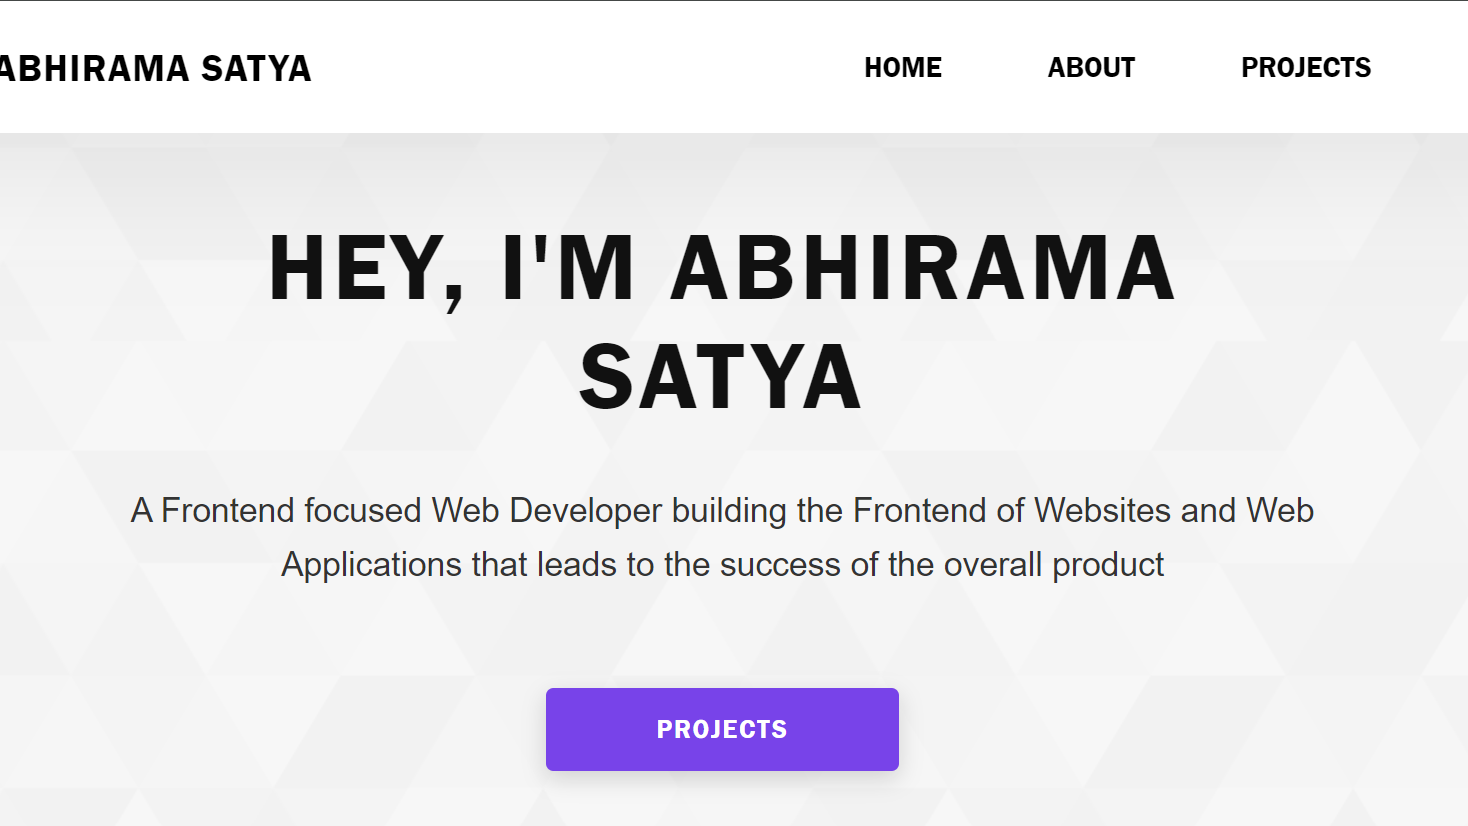 ABHIRAMA SATYA
HOME ABOUT PROJECTS
HEY, I'M ABHIRAMA
SATYA
A Frontend focused Web Developer building the Frontend of Websites and Web
Applications that leads to the success of the overall product
PROJECTS